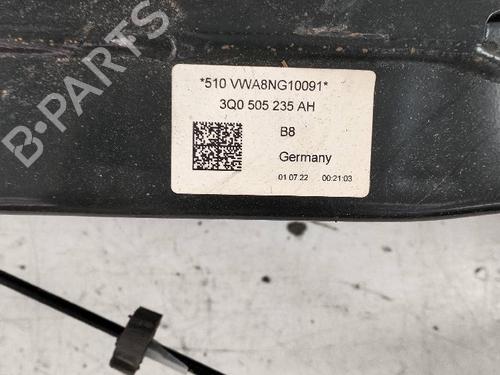 B-PARTS
*510 VWA8NG10091*
3Q0 505 235 AH
B8
Germany
01.07.22 00:21:03